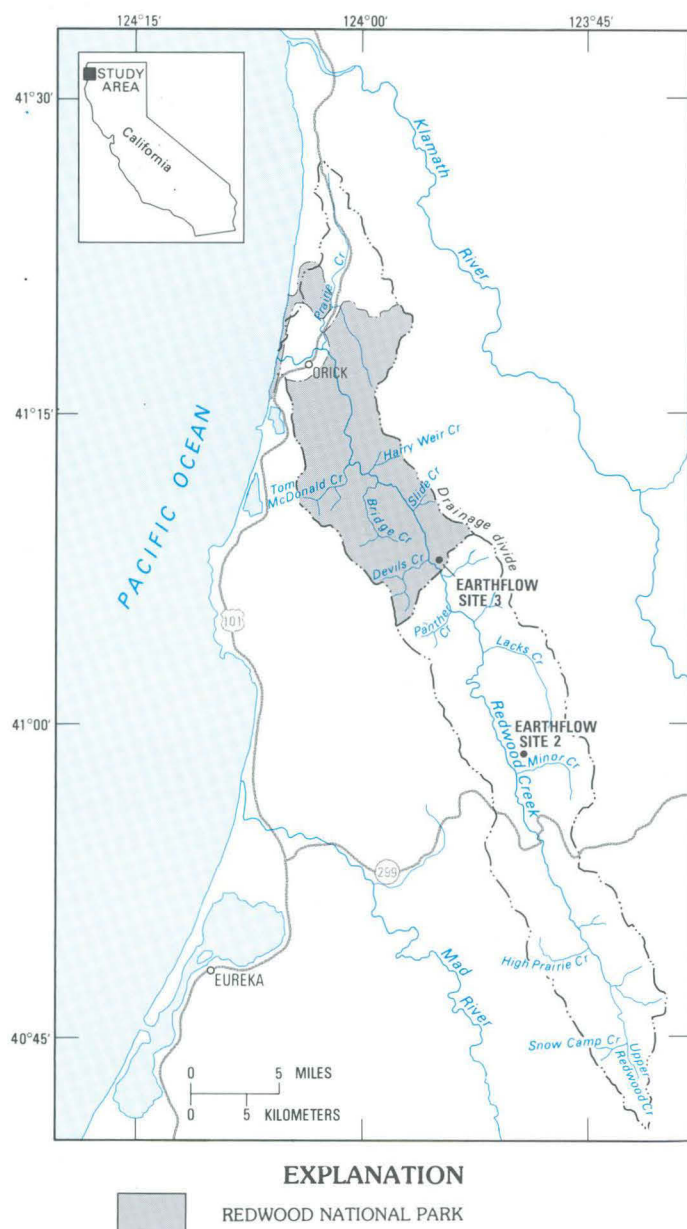 124°15'
124°00'
123°45'
41°30'
41°15'
41°00'
40°45'
STUDY
AREA
California
Klamath
River
Prairie Cr
ORICK
PACIFIC OCEAN
Harry Weir Cr
Tom
McDonald Cr
Slide Cr
Bridge Cr
Drainage divide
Devils Cr
EARTHFLOW
SITE 3
Panther
Cr
101
Lacks Cr
Redwood Creek
EARTHFLOW
SITE 2
Minor Cr
299
Mad
River
High Prairie Cr
EUREKA
Snow Camp Cr
Upper
Redwood Cr
0 5 MILES
0 5 KILOMETERS
EXPLANATION
REDWOOD NATIONAL PARK